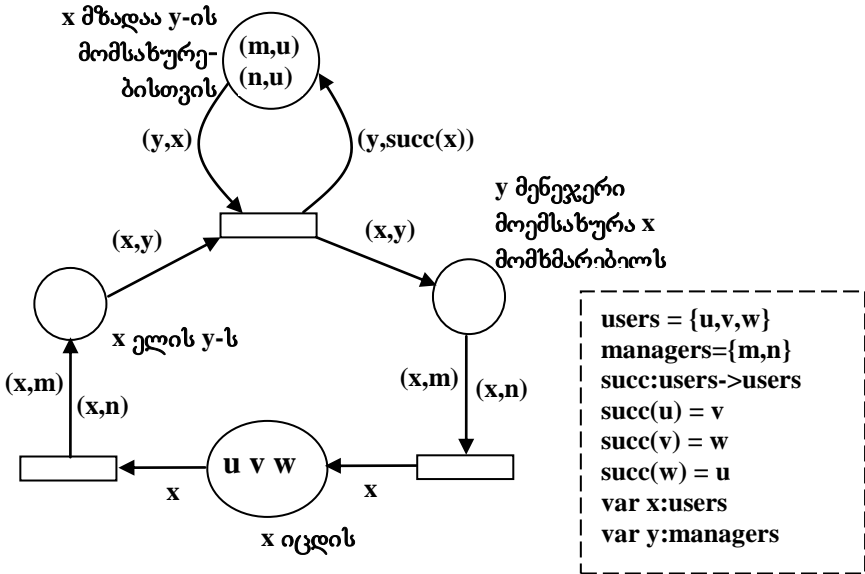 x მზადაა y-ის
მომსახურე-
ბისთვის
(m,u)
(n,u)
(y,x)
(y,succ(x))
y მენეჯერი
მოემსახურა x
მომხმარებელს
(x,y)
(x,y)
x ელის y-ს
(x,m)
(x,n)
(x,m)
(x,n)
u v w
x
x
x იცდის
users = {u,v,w}
managers={m,n}
succ:users->users
succ(u) = v
succ(v) = w
succ(w) = u
var x:users
var y:managers